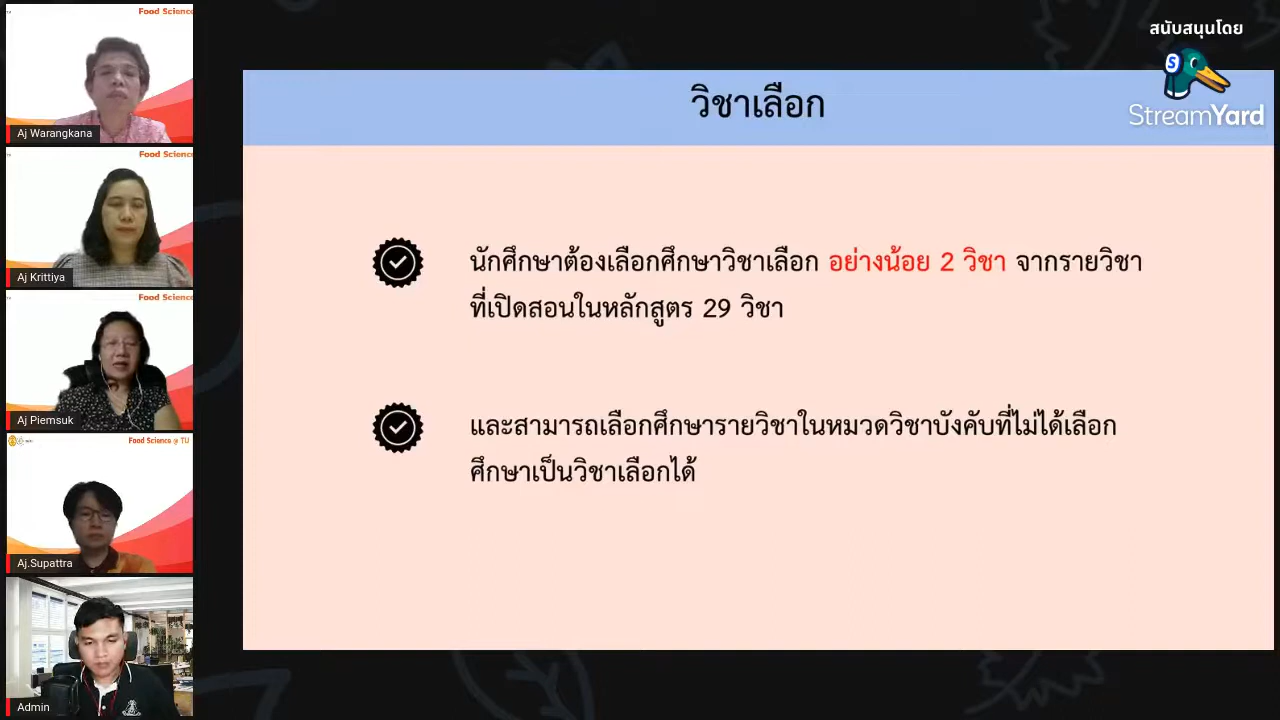 Food Science
Aj Warangkana
Food Science
Aj Krittiya
Food Science
Aj Piemsuk
Food Science @ TU
Aj.Supattra
Admin
สนับสนุนโดย
StreamYard
วิชาเลือก
นักศึกษาต้องเลือกศึกษาวิชาเลือก อย่างน้อย 2 วิชา จากรายวิชา
ที่เปิดสอนในหลักสูตร 29 วิชา
และสามารถเลือกศึกษารายวิชาในหมวดวิชาบังคับที่ไม่ได้เลือก
ศึกษาเป็นวิชาเลือกได้